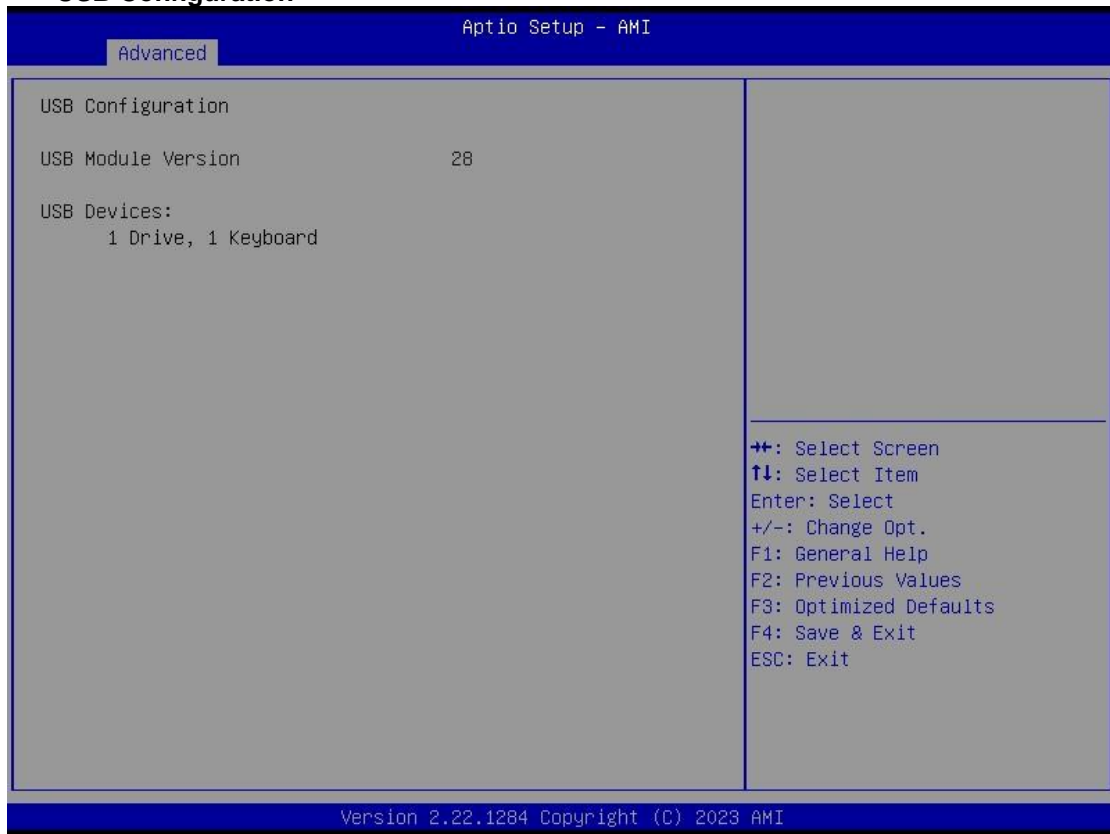 USB Configuration
Aptio Setup - AMI
Advanced
USB Configuration
USB Module Version 28
USB Devices:
1 Drive, 1 Keyboard
→←: Select Screen
↑↓: Select Item
Enter: Select
+/-: Change Opt.
F1: General Help
F2: Previous Values
F3: Optimized Defaults
F4: Save & Exit
ESC: Exit
Version 2.22.1284 Copyright (C) 2023 AMI